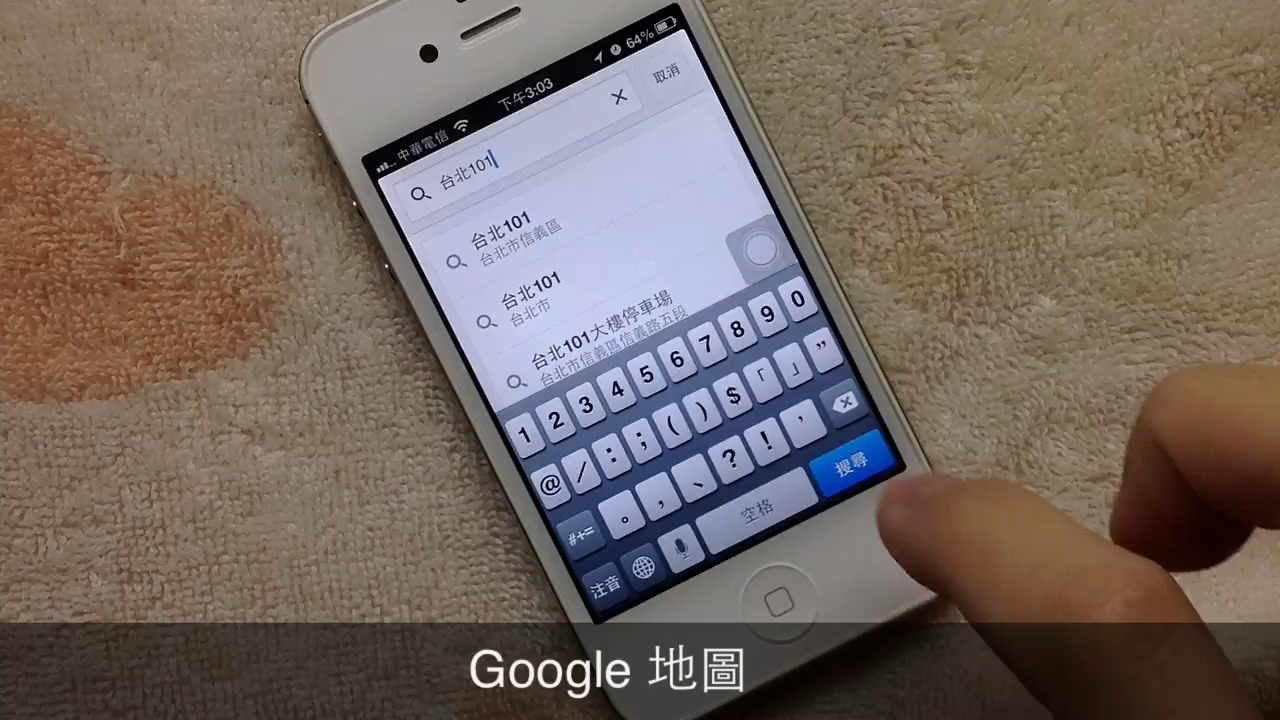 中華電信 下午3:03 64%
台北101 取消
台北101
台北市信義區
台北101
台北市
台北101大樓停車場
台北市信義區信義路五段
1 2 3 4 5 6 7 8 9 0
@ / : ; ( ) $ 「 」 ”
#+= 。 , 、 ? ! ’
注音 空格 搜尋
Google 地圖